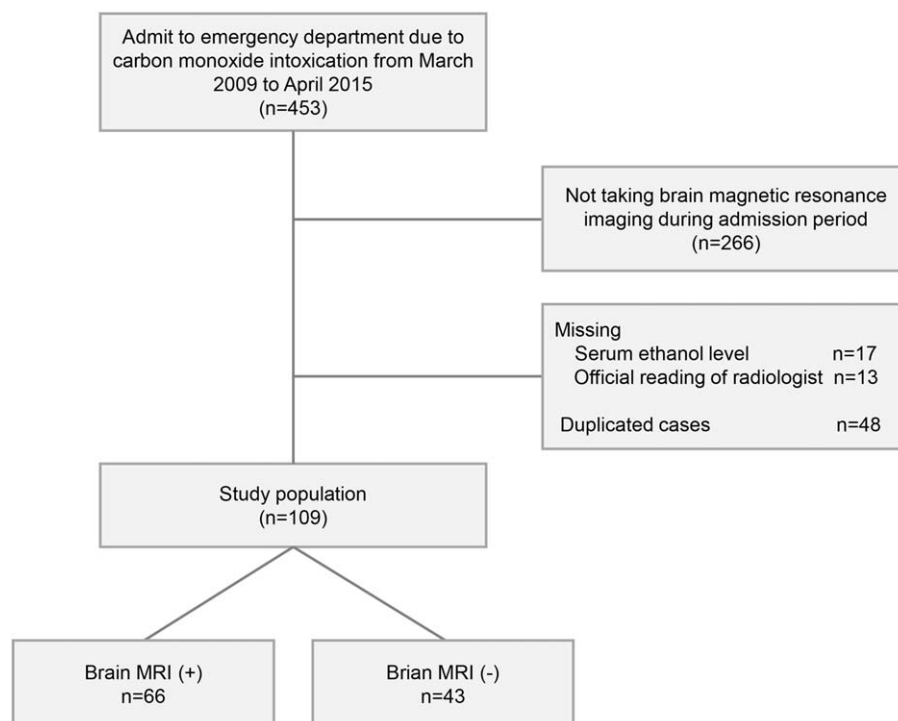 Admit to emergency department due to
carbon monoxide intoxication from March
2009 to April 2015
(n=453)
Not taking brain magnetic resonance
imaging during admission period
(n=266)
Missing
Serum ethanol level n=17
Official reading of radiologist n=13
Duplicated cases n=48
Study population
(n=109)
Brain MRI (+)
n=66
Brian MRI (-)
n=43